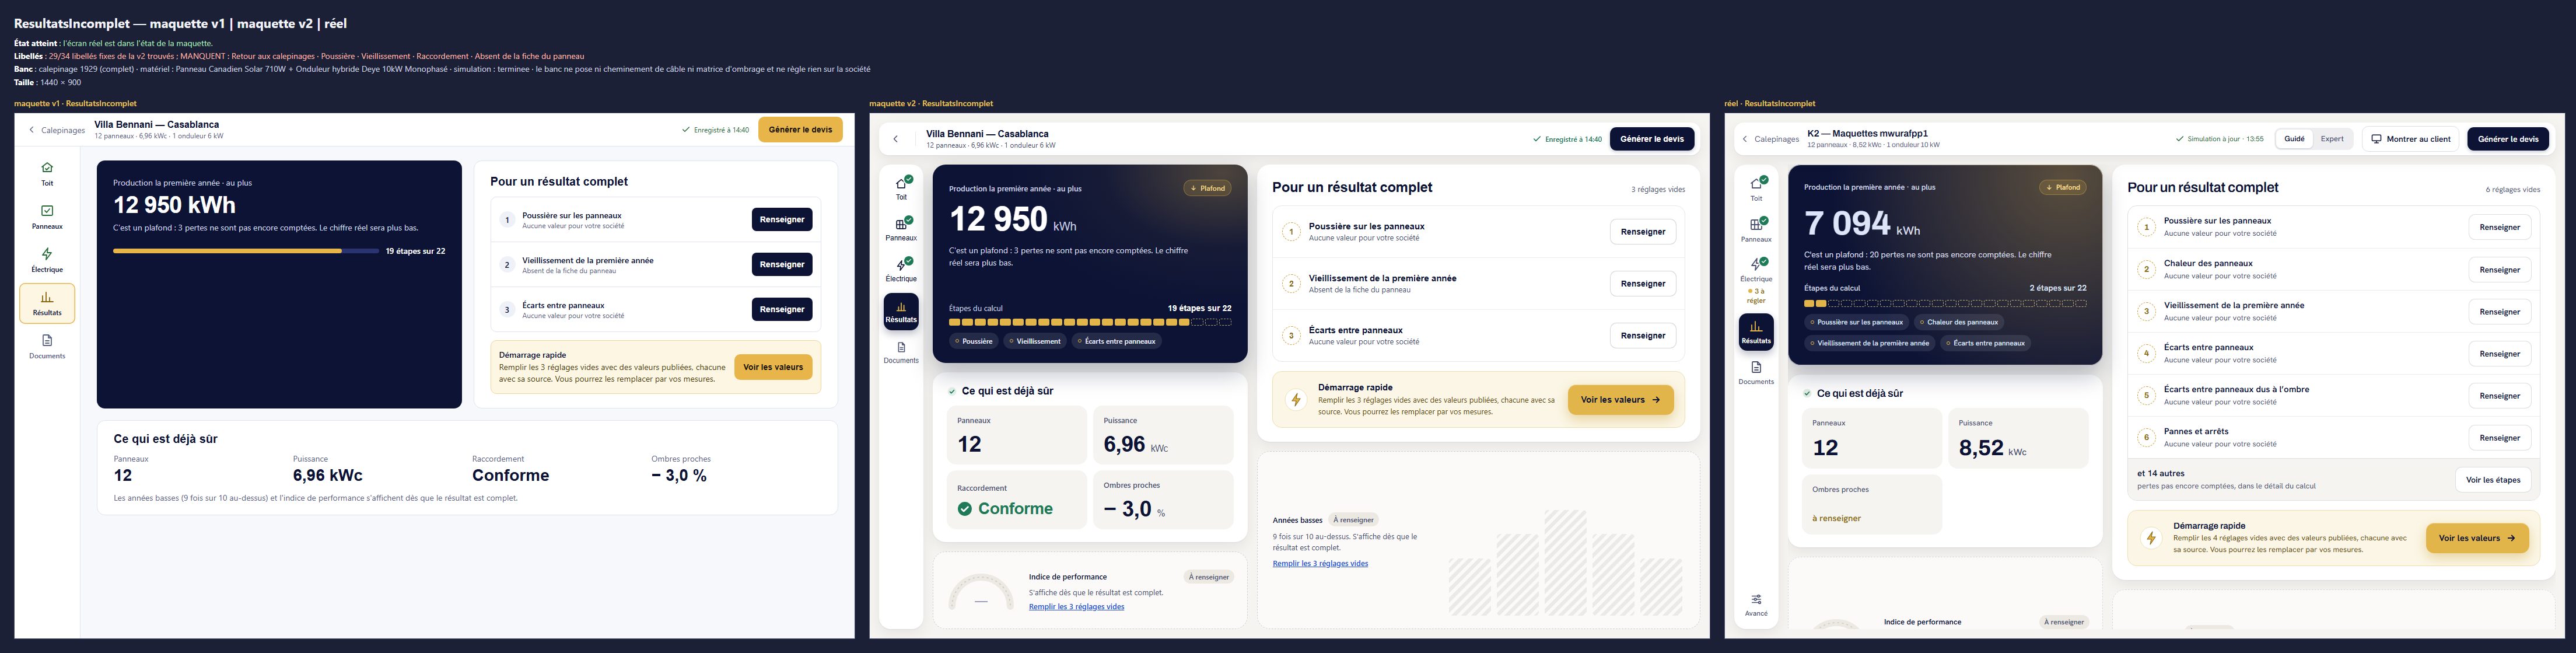 ResultatsIncomplet — maquette v1 | maquette v2 | réel
État atteint : l'écran réel est dans l'état de la maquette.
Libellés : 29/34 libellés fixes de la v2 trouvés ; MANQUENT : Retour aux calepinages · Poussière · Vieillissement · Raccordement · Absent de la fiche du panneau
Banc : calepinage 1929 (complet) · matériel : Panneau Canadien Solar 710W + Onduleur hybride Deye 10kW Monophasé · simulation : terminee · le banc ne pose ni cheminement de câble ni matrice d'ombrage et ne règle rien sur la société
Taille : 1440 × 900
maquette v1 · ResultatsIncomplet
Calepinages
Villa Bennani — Casablanca
12 panneaux · 6,96 kWc · 1 onduleur 6 kW
Enregistré à 14:40
Générer le devis
Toit
Panneaux
Électrique
Résultats
Documents
Production la première année · au plus
12 950 kWh
C'est un plafond : 3 pertes ne sont pas encore comptées. Le chiffre réel sera plus bas.
19 étapes sur 22
Pour un résultat complet
1
Poussière sur les panneaux
Aucune valeur pour votre société
Renseigner
2
Vieillissement de la première année
Absent de la fiche du panneau
Renseigner
3
Écarts entre panneaux
Aucune valeur pour votre société
Renseigner
Démarrage rapide
Remplir les 3 réglages vides avec des valeurs publiées, chacune
avec sa source. Vous pourrez les remplacer par vos mesures.
Voir les valeurs
Ce qui est déjà sûr
Panneaux
12
Puissance
6,96 kWc
Raccordement
Conforme
Ombres proches
− 3,0 %
Les années basses (9 fois sur 10 au-dessus) et l'indice de performance s'affichent dès que le résultat est complet.
maquette v2 · ResultatsIncomplet
Villa Bennani — Casablanca
12 panneaux · 6,96 kWc · 1 onduleur 6 kW
Enregistré à 14:40
Générer le devis
Toit
Panneaux
Électrique
Résultats
Documents
Production la première année · au plus
Plafond
12 950 kWh
C'est un plafond : 3 pertes ne sont pas encore comptées. Le chiffre
réel sera plus bas.
Étapes du calcul
19 étapes sur 22
Poussière
Vieillissement
Écarts entre panneaux
Ce qui est déjà sûr
Panneaux
12
Puissance
6,96 kWc
Raccordement
Conforme
Ombres proches
− 3,0 %
—
Indice de performance
À renseigner
S'affiche dès que le résultat est complet.
Remplir les 3 réglages vides
Pour un résultat complet
3 réglages vides
1
Poussière sur les panneaux
Aucune valeur pour votre société
Renseigner
2
Vieillissement de la première année
Absent de la fiche du panneau
Renseigner
3
Écarts entre panneaux
Aucune valeur pour votre société
Renseigner
Démarrage rapide
Remplir les 3 réglages vides avec des valeurs publiées, chacune avec sa
source. Vous pourrez les remplacer par vos mesures.
Voir les valeurs
Années basses
À renseigner
9 fois sur 10 au-dessus. S'affiche dès que le
résultat est complet.
Remplir les 3 réglages vides
réel · ResultatsIncomplet
Calepinages
K2 — Maquettes mwurafpp1
12 panneaux · 8,52 kWc · 1 onduleur 10 kW
Simulation à jour · 13:55
Guidé
Expert
Montrer au client
Générer le devis
Toit
Panneaux
Électrique
3 à
régler
Résultats
Documents
Avancé
Production la première année · au plus
Plafond
7 094 kWh
C'est un plafond : 20 pertes ne sont pas encore comptées. Le chiffre
réel sera plus bas.
Étapes du calcul
2 étapes sur 22
Poussière sur les panneaux
Chaleur des panneaux
Vieillissement de la première année
Écarts entre panneaux
Ce qui est déjà sûr
Panneaux
12
Puissance
8,52 kWc
Ombres proches
à renseigner
Indice de performance
À renseigner
Pour un résultat complet
6 réglages vides
1
Poussière sur les panneaux
Aucune valeur pour votre société
Renseigner
2
Chaleur des panneaux
Aucune valeur pour votre société
Renseigner
3
Vieillissement de la première année
Aucune valeur pour votre société
Renseigner
4
Écarts entre panneaux
Aucune valeur pour votre société
Renseigner
5
Écarts entre panneaux dus à l'ombre
Aucune valeur pour votre société
Renseigner
6
Pannes et arrêts
Aucune valeur pour votre société
Renseigner
et 14 autres
pertes pas encore comptées, dans le détail du calcul
Voir les étapes
Démarrage rapide
Remplir les 4 réglages vides avec des valeurs publiées, chacune avec
sa source. Vous pourrez les remplacer par vos mesures.
Voir les valeurs